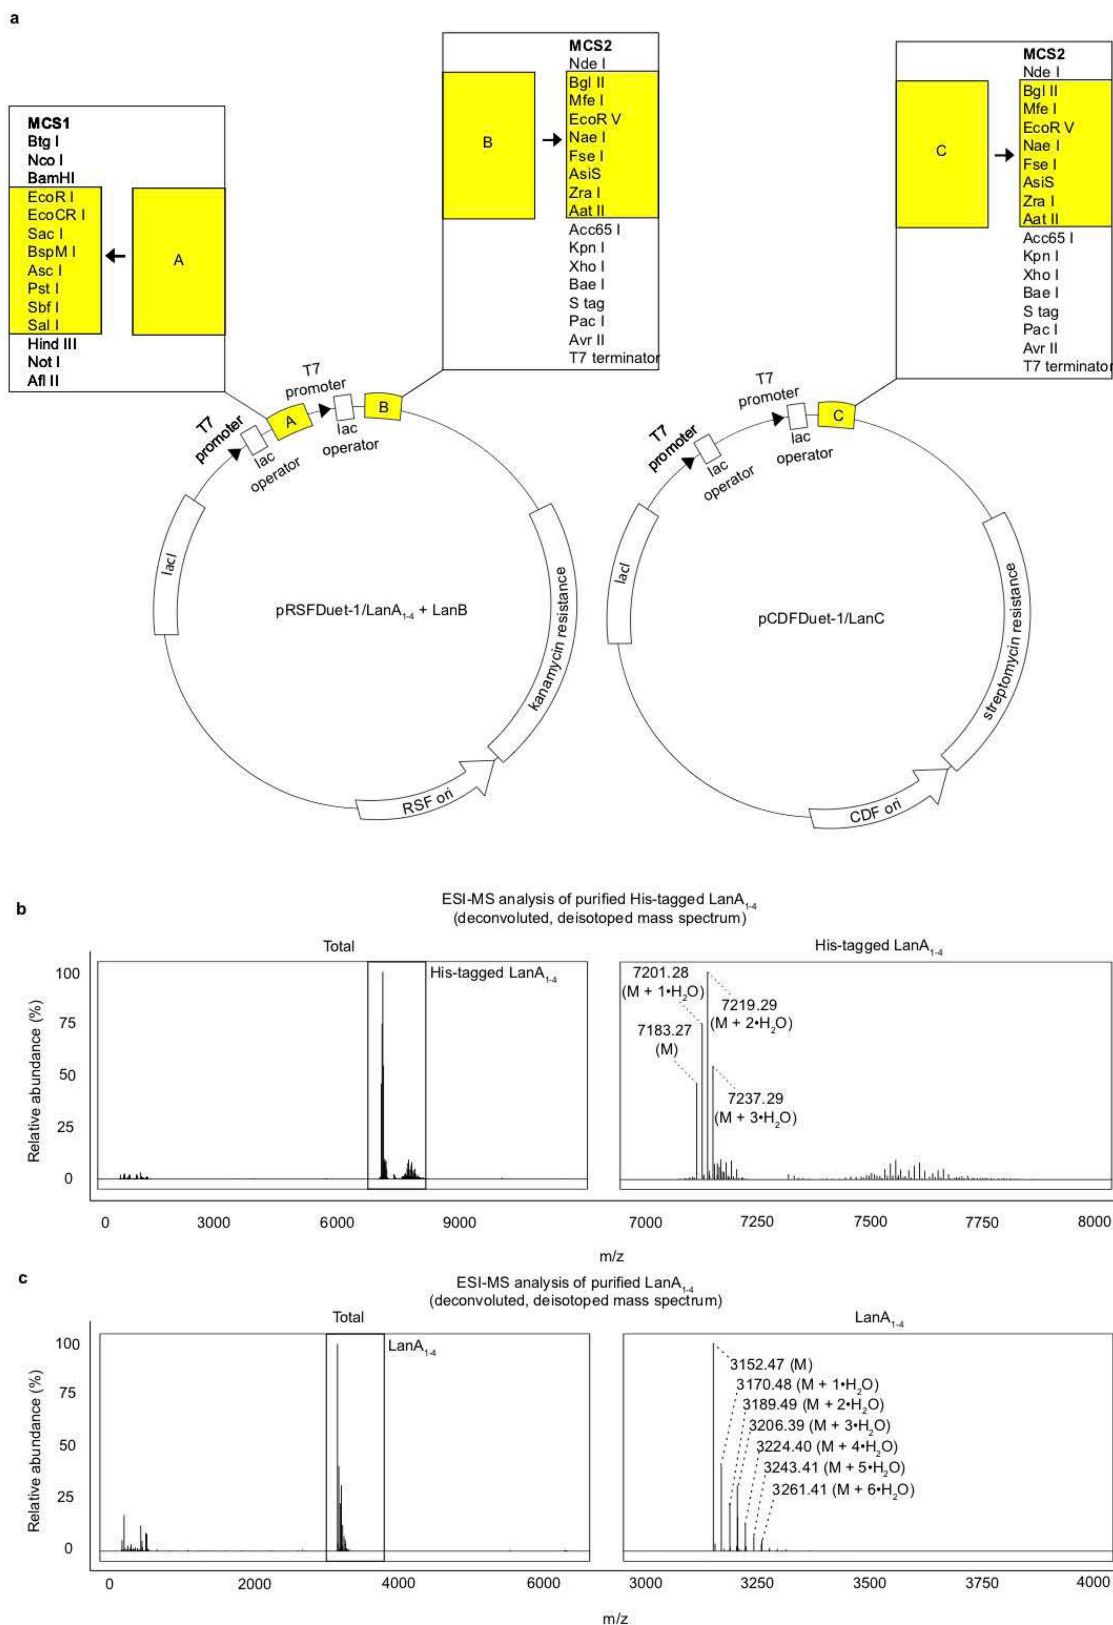 a
MCS1
Btg I
Nco I
BamHI
EcoR I
EcoCR I
Sac I
BspM I
Asc I
Pst I
Sbf I
Sal I
Hind III
Not I
Afl II
A
B
MCS2
Nde I
Bgl II
Mfe I
EcoR V
Nae I
Fse I
AsiS
Zra I
Aat II
Acc65 I
Kpn I
Xho I
Bae I
S tag
Pac I
Avr II
T7 terminator
C
MCS2
Nde I
Bgl II
Mfe I
EcoR V
Nae I
Fse I
AsiS
Zra I
Aat II
Acc65 I
Kpn I
Xho I
Bae I
S tag
Pac I
Avr II
T7 terminator
T7
promoter
lac
operator
A
T7
promoter
lac
operator
B
lacI
pRSFDuet-1/LanA1-4 + LanB
kanamycin resistance
RSF ori
T7
promoter
lac
operator
T7
promoter
lac
operator
C
lacI
pCDFDuet-1/LanC
streptomycin resistance
CDF ori
b
ESI-MS analysis of purified His-tagged LanA1-4
(deconvoluted, deisotoped mass spectrum)
Total
His-tagged LanA1-4
Relative abundance (%)
100
75
50
25
0
His-tagged LanA1-4
7201.28
(M + 1•H2O)
7219.29
(M + 2•H2O)
7183.27
(M)
7237.29
(M + 3•H2O)
0 3000 6000 9000
7000 7250 7500 7750 8000
m/z
c
ESI-MS analysis of purified LanA1-4
(deconvoluted, deisotoped mass spectrum)
Total
LanA1-4
Relative abundance (%)
100
75
50
25
0
LanA1-4
3152.47 (M)
3170.48 (M + 1•H2O)
3189.49 (M + 2•H2O)
3206.39 (M + 3•H2O)
3224.40 (M + 4•H2O)
3243.41 (M + 5•H2O)
3261.41 (M + 6•H2O)
0 2000 4000 6000
3000 3250 3500 3750 4000
m/z